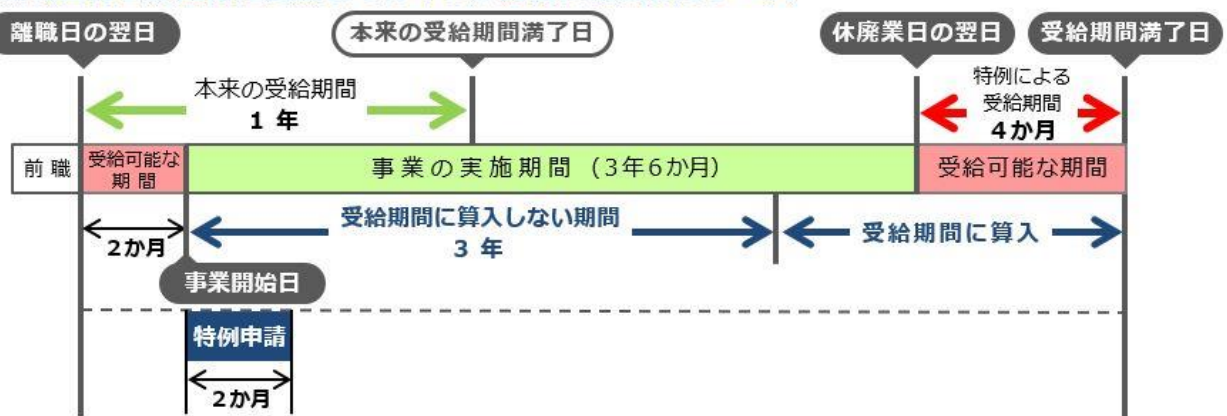 離職日の翌日
本来の受給期間満了日
休廃業日の翌日
受給期間満了日
本来の受給期間
1 年
特例による
受給期間
4か月
前職
受給可能な
期間
事業の実施期間（3年6か月）
受給可能な期間
2か月
受給期間に算入しない期間
3 年
受給期間に算入
事業開始日
特例申請
2か月